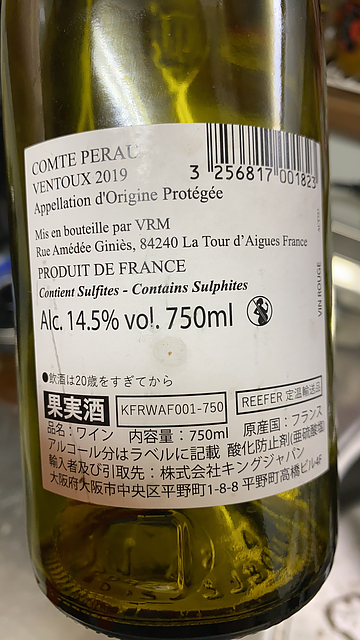 COMTE PERAU
VENTOUX 2019
Appellation d'Origine Protégée
3 256817 001823
Mis en bouteille par VRM
Rue Amédée Giniès, 84240 La Tour d'Aigues France
PRODUIT DE FRANCE
Contient Sulfites - Contains Sulphites
Alc. 14.5% vol. 750ml
VIN ROUGE
●飲酒は20歳をすぎてから
果実酒 KFRWAF001-750 REEFER 定温輸送品
品名：ワイン 内容量：750ml 原産国：フランス
アルコール分はラベルに記載 酸化防止剤(亜硫酸塩)
輸入者及び引取先：株式会社キングジャパン
大阪府大阪市中央区平野町1-8-8 平野町高橋ビル4F